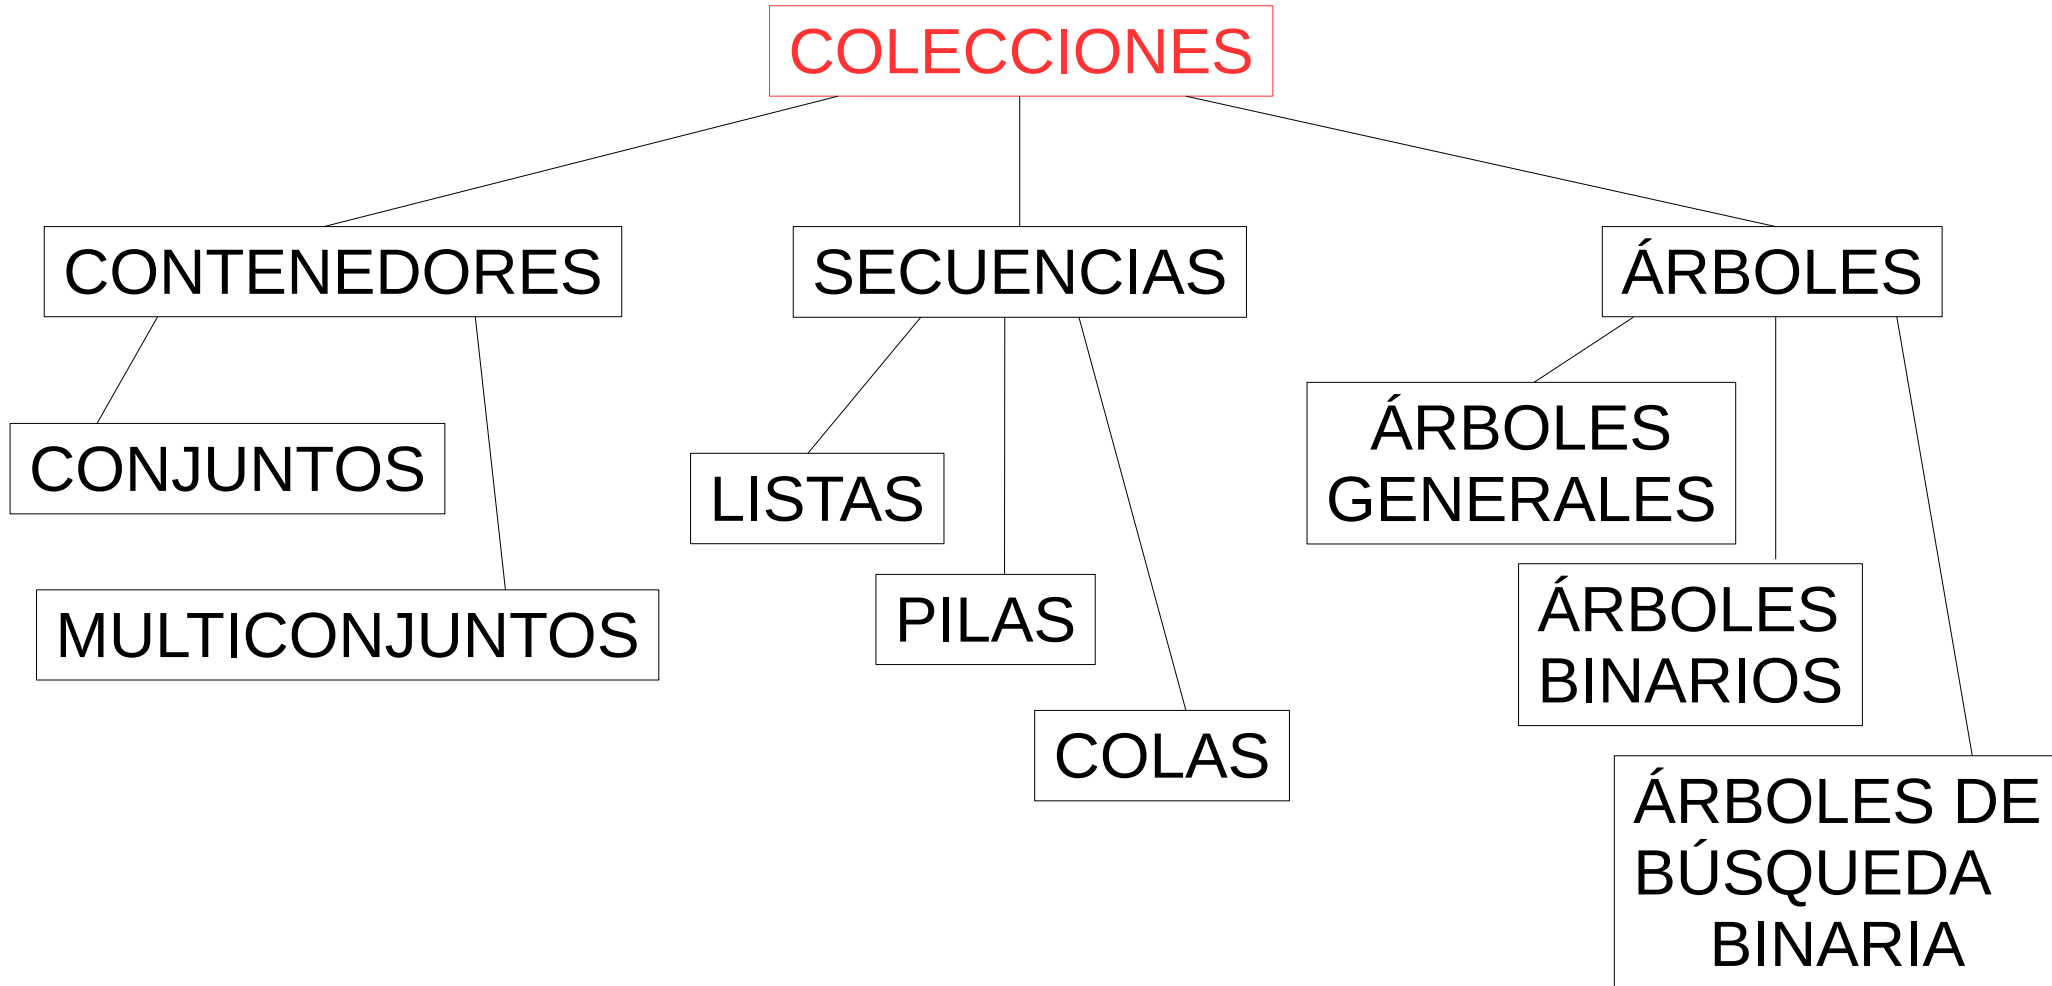 COLECCIONES
CONTENEDORES
SECUENCIAS
ÁRBOLES
CONJUNTOS
MULTICONJUNTOS
LISTAS
PILAS
COLAS
ÁRBOLES
GENERALES
ÁRBOLES
BINARIOS
ÁRBOLES DE
BÚSQUEDA
BINARIA